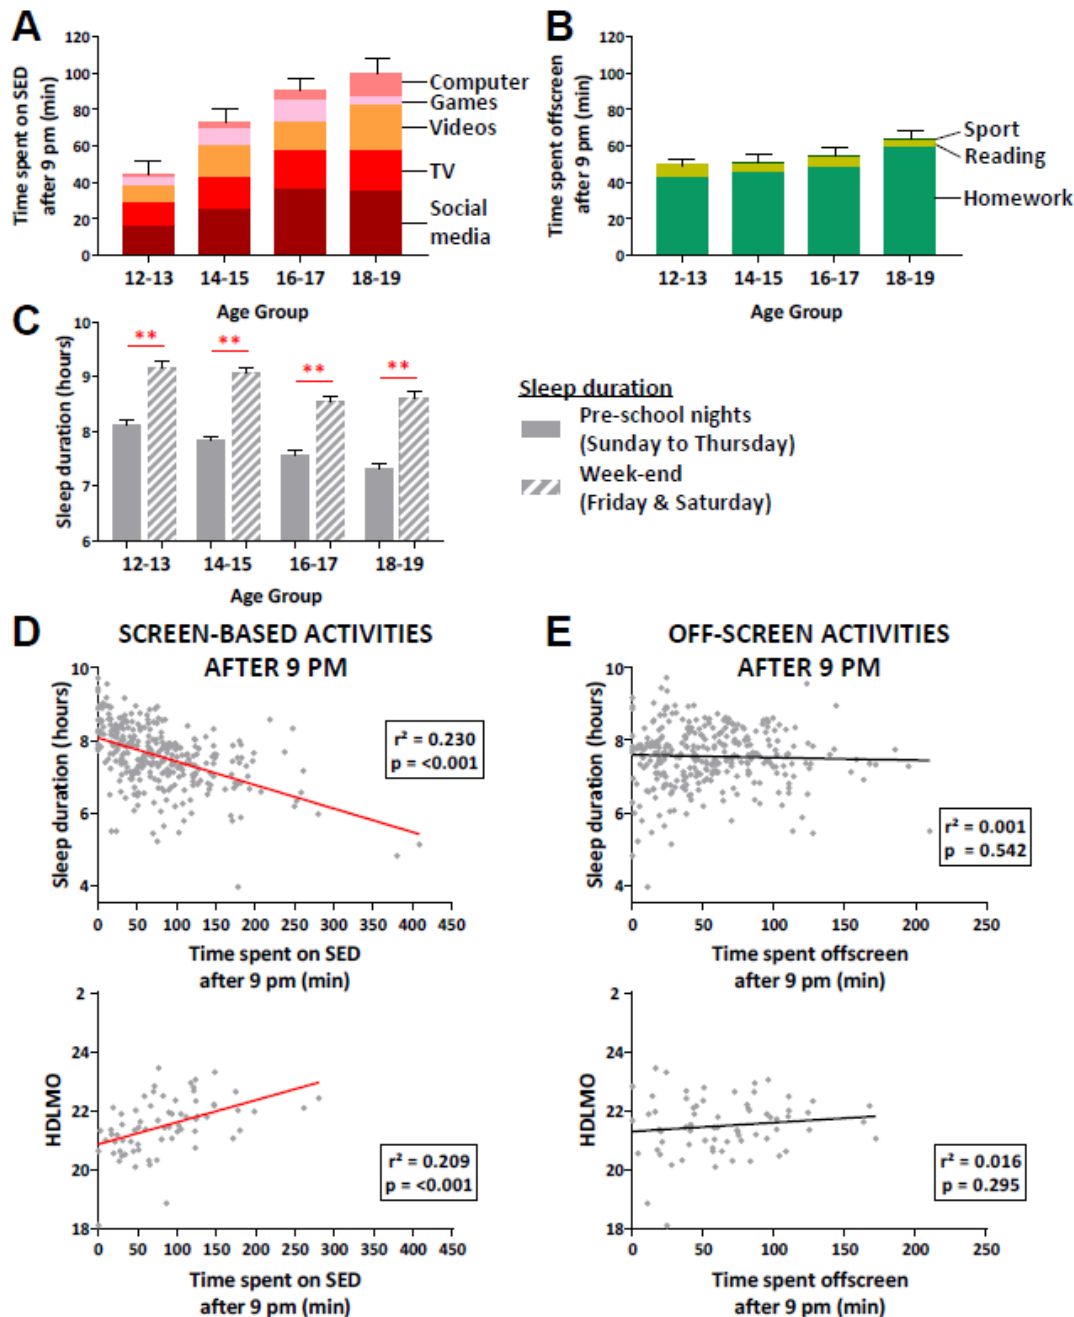 A
Time spent on SED
after 9 pm (min)
120
100
80
60
40
20
0
Computer
Games
Videos
TV
Social
media
12-13 14-15 16-17 18-19
Age Group
B
Time spent offscreen
after 9 pm (min)
120
100
80
60
40
20
0
Sport
Reading
Homework
12-13 14-15 16-17 18-19
Age Group
C
Sleep duration (hours)
10
9
8
7
6
** ** ** **
12-13 14-15 16-17 18-19
Age Group
Sleep duration
Pre-school nights
(Sunday to Thursday)
Week-end
(Friday & Saturday)
D
SCREEN-BASED ACTIVITIES
AFTER 9 PM
Sleep duration (hours)
10
8
6
4
r² = 0.230
p = <0.001
0 50 100 150 200 250 300 350 400 450
Time spent on SED
after 9 pm (min)
HDLMO
2
24
22
20
18
r² = 0.209
p = <0.001
0 50 100 150 200 250 300 350 400 450
Time spent on SED
after 9 pm (min)
E
OFF-SCREEN ACTIVITIES
AFTER 9 PM
Sleep duration (hours)
10
8
6
4
r² = 0.001
p = 0.542
0 50 100 150 200 250
Time spent offscreen
after 9 pm (min)
HDLMO
2
24
22
20
18
r² = 0.016
p = 0.295
0 50 100 150 200 250
Time spent offscreen
after 9 pm (min)